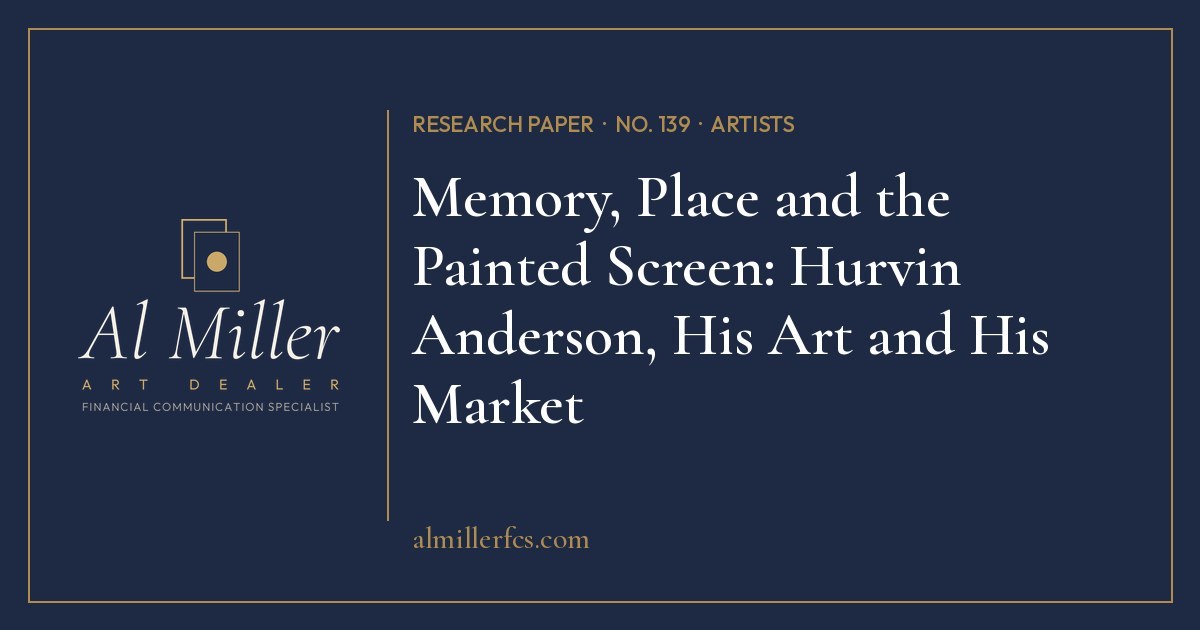 Al Miller
ART DEALER
FINANCIAL COMMUNICATION SPECIALIST
RESEARCH PAPER · NO. 139 · ARTISTS
Memory, Place and the
Painted Screen: Hurvin
Anderson, His Art and His
Market
almillerfcs.com